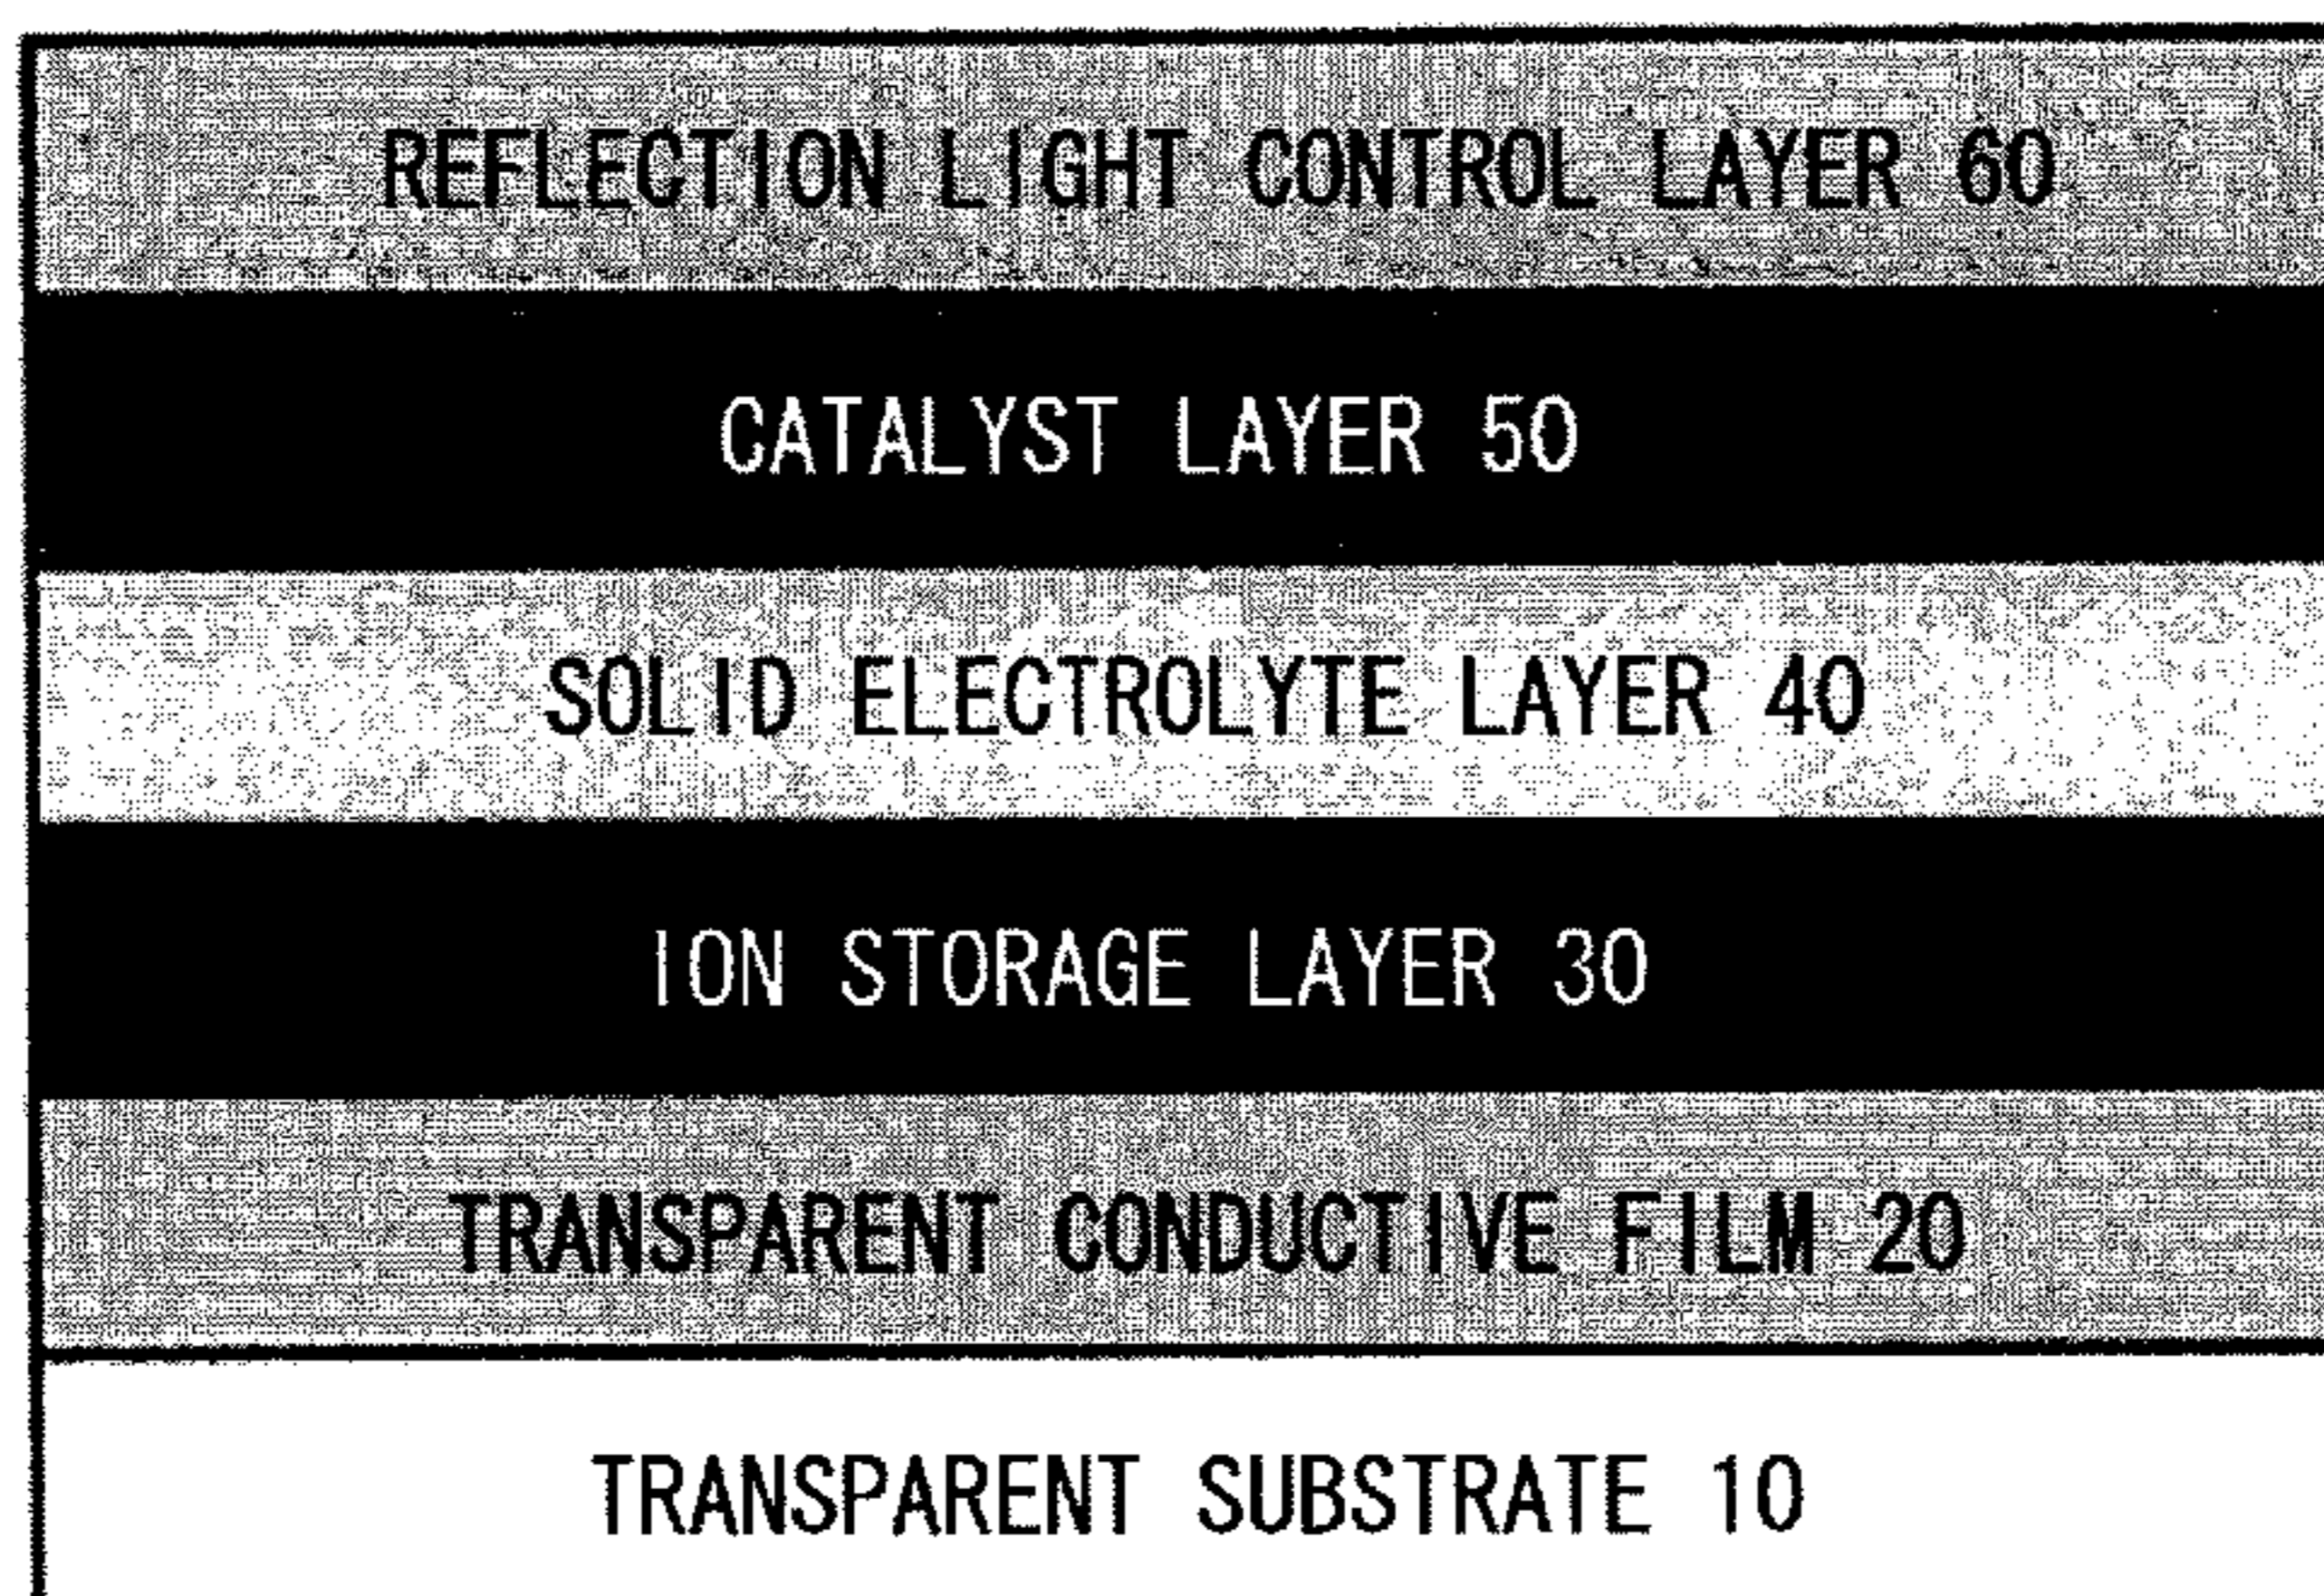 REFLECTION LIGHT CONTROL LAYER 60
CATALYST LAYER 50
SOLID ELECTROLYTE LAYER 40
ION STORAGE LAYER 30
TRANSPARENT CONDUCTIVE FILM 20
TRANSPARENT SUBSTRATE 10